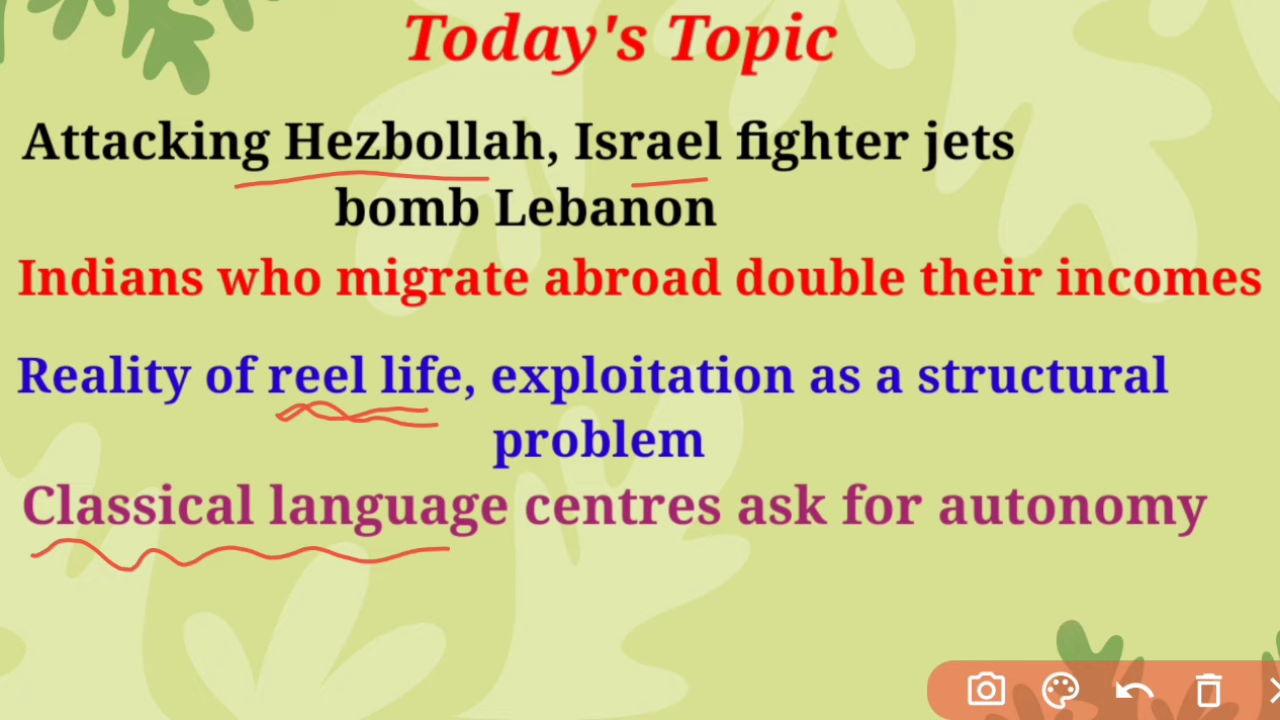 Today's Topic
Attacking Hezbollah, Israel fighter jets
bomb Lebanon
Indians who migrate abroad double their incomes
Reality of reel life, exploitation as a structural
problem
Classical language centres ask for autonomy